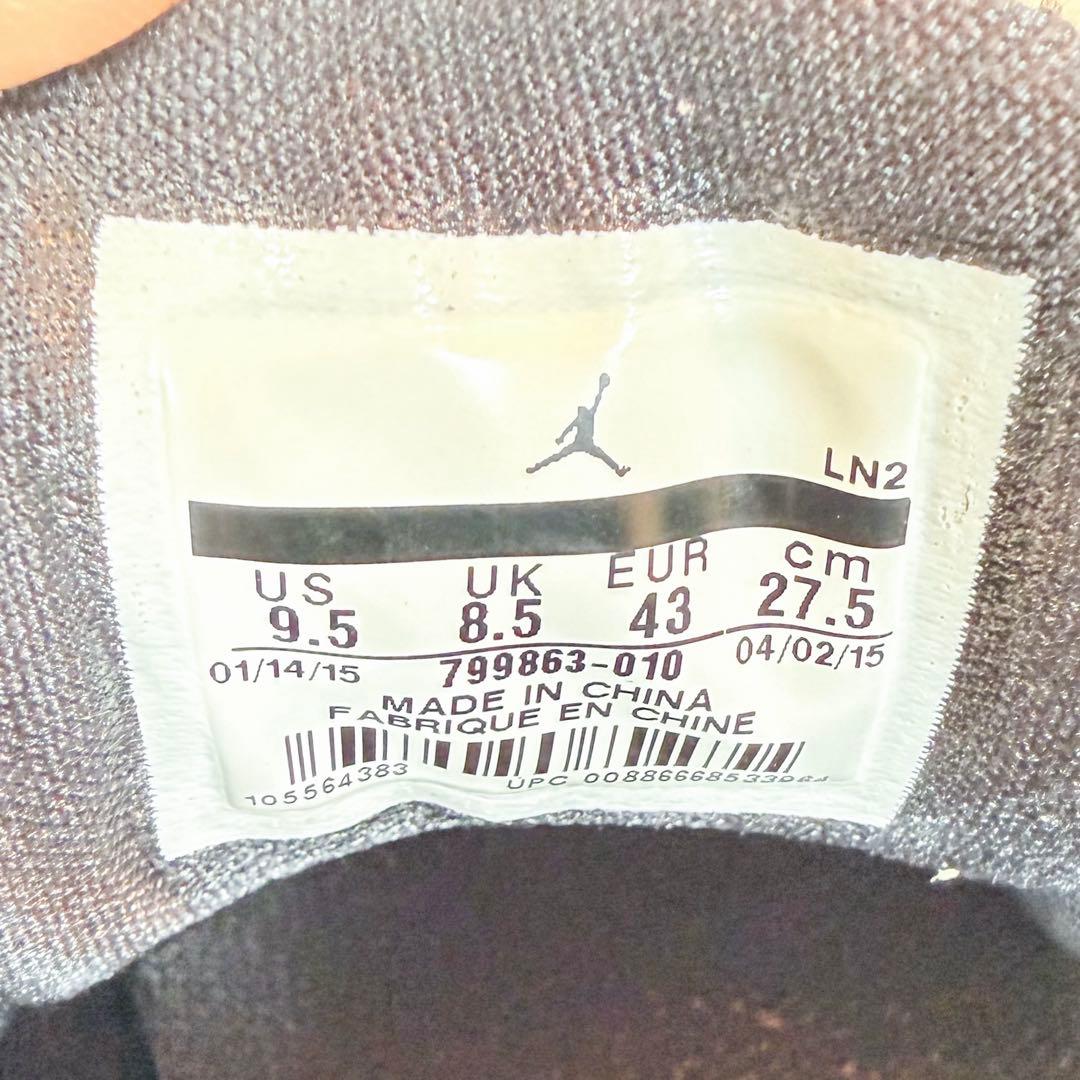 LN2
US UK EUR cm
9.5 8.5 43 27.5
01/14/15 799863-010 04/02/15
MADE IN CHINA
FABRIQUE EN CHINE
105564383 UPC